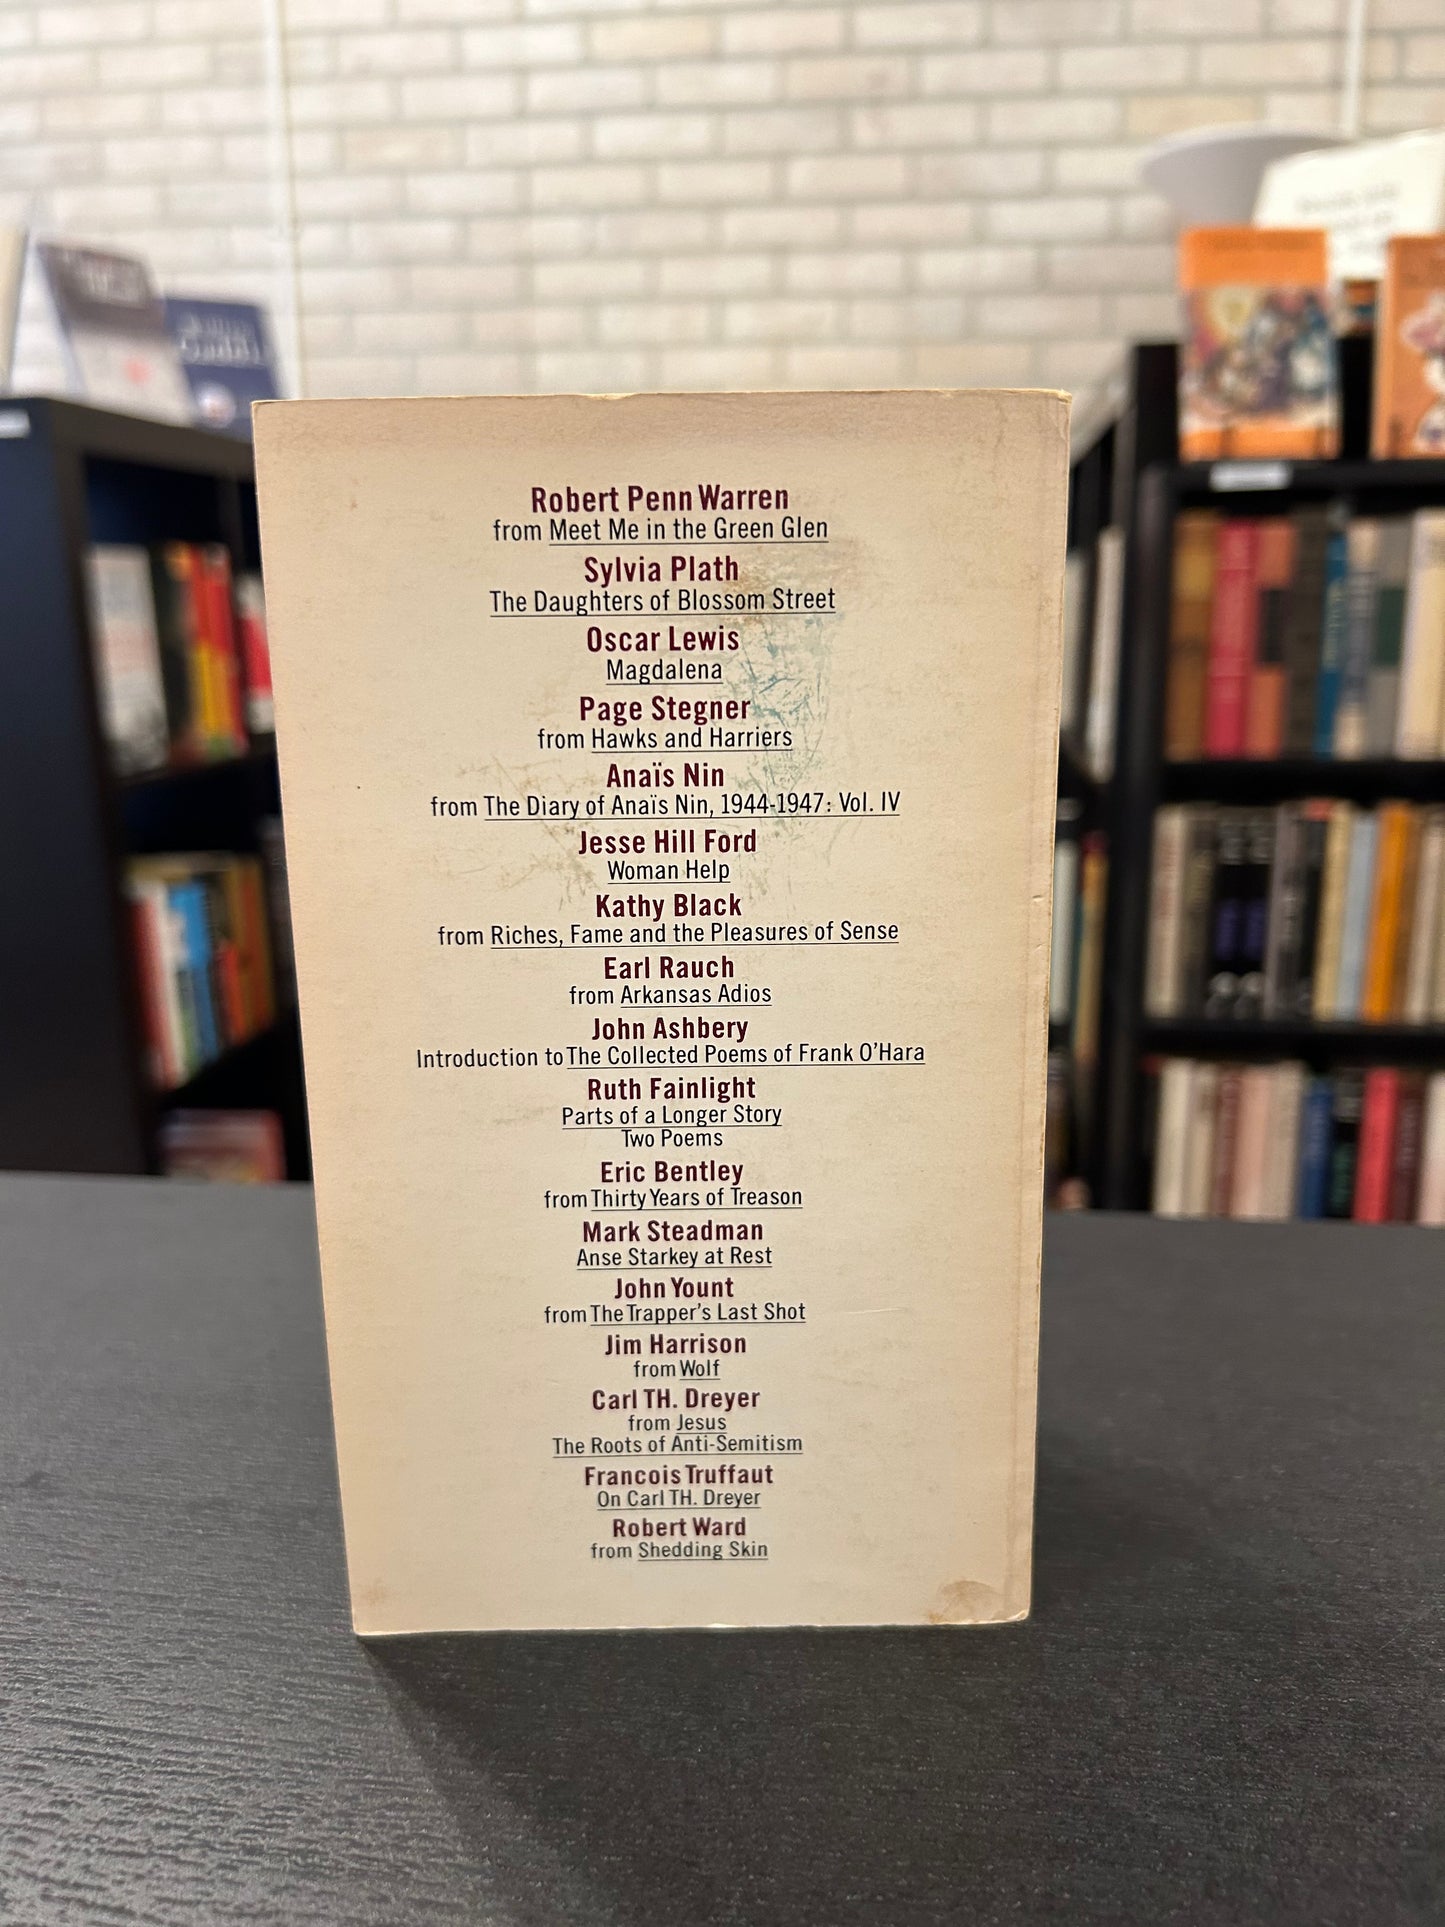 Robert Penn Warren
from Meet Me in the Green Glen
Sylvia Plath
The Daughters of Blossom Street
Oscar Lewis
Magdalena
Page Stegner
from Hawks and Harriers
Anaïs Nin
from The Diary of Anaïs Nin, 1944-1947: Vol. IV
Jesse Hill Ford
Woman Help
Kathy Black
from Riches, Fame and the Pleasures of Sense
Earl Rauch
from Arkansas Adios
John Ashbery
Introduction to The Collected Poems of Frank O'Hara
Ruth Fainlight
Parts of a Longer Story
Two Poems
Eric Bentley
from Thirty Years of Treason
Mark Steadman
Anse Starkey at Rest
John Yount
from The Trapper's Last Shot
Jim Harrison
from Wolf
Carl TH. Dreyer
from Jesus
The Roots of Anti-Semitism
Francois Truffaut
On Carl TH. Dreyer
Robert Ward
from Shedding Skin